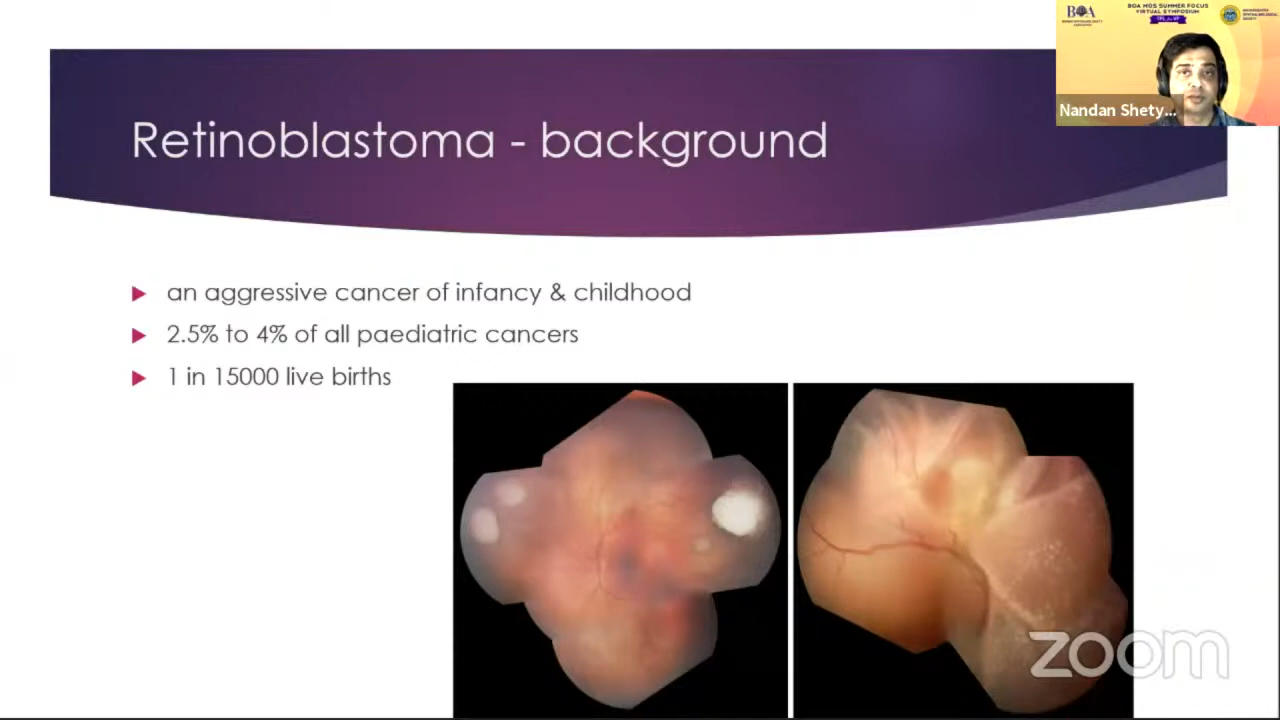 Retinoblastoma - background
an aggressive cancer of infancy & childhood
2.5% to 4% of all paediatric cancers
1 in 15000 live births
BOA MOS SUMMER FOCUS
VIRTUAL SYMPOSIUM
BOA
Nandan Shety...
zoom